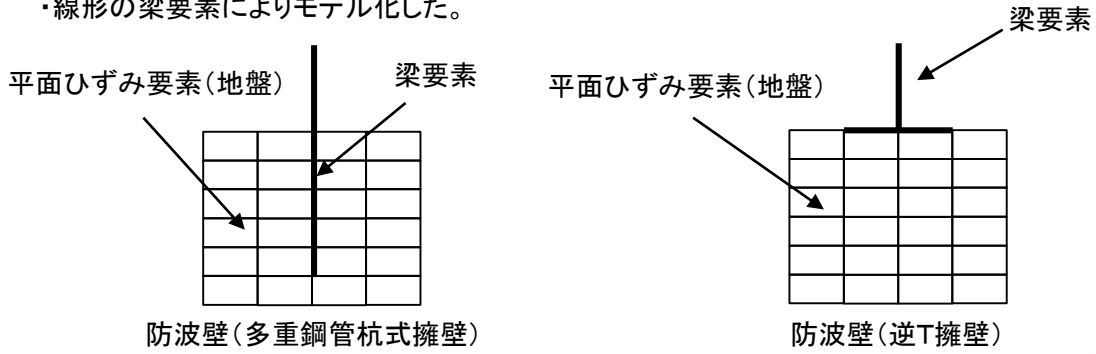 ・線形の梁要素によりモデル化した。
梁要素
平面ひずみ要素(地盤)
梁要素
平面ひずみ要素(地盤)
防波壁(多重鋼管杭式擁壁)
防波壁(逆T擁壁)